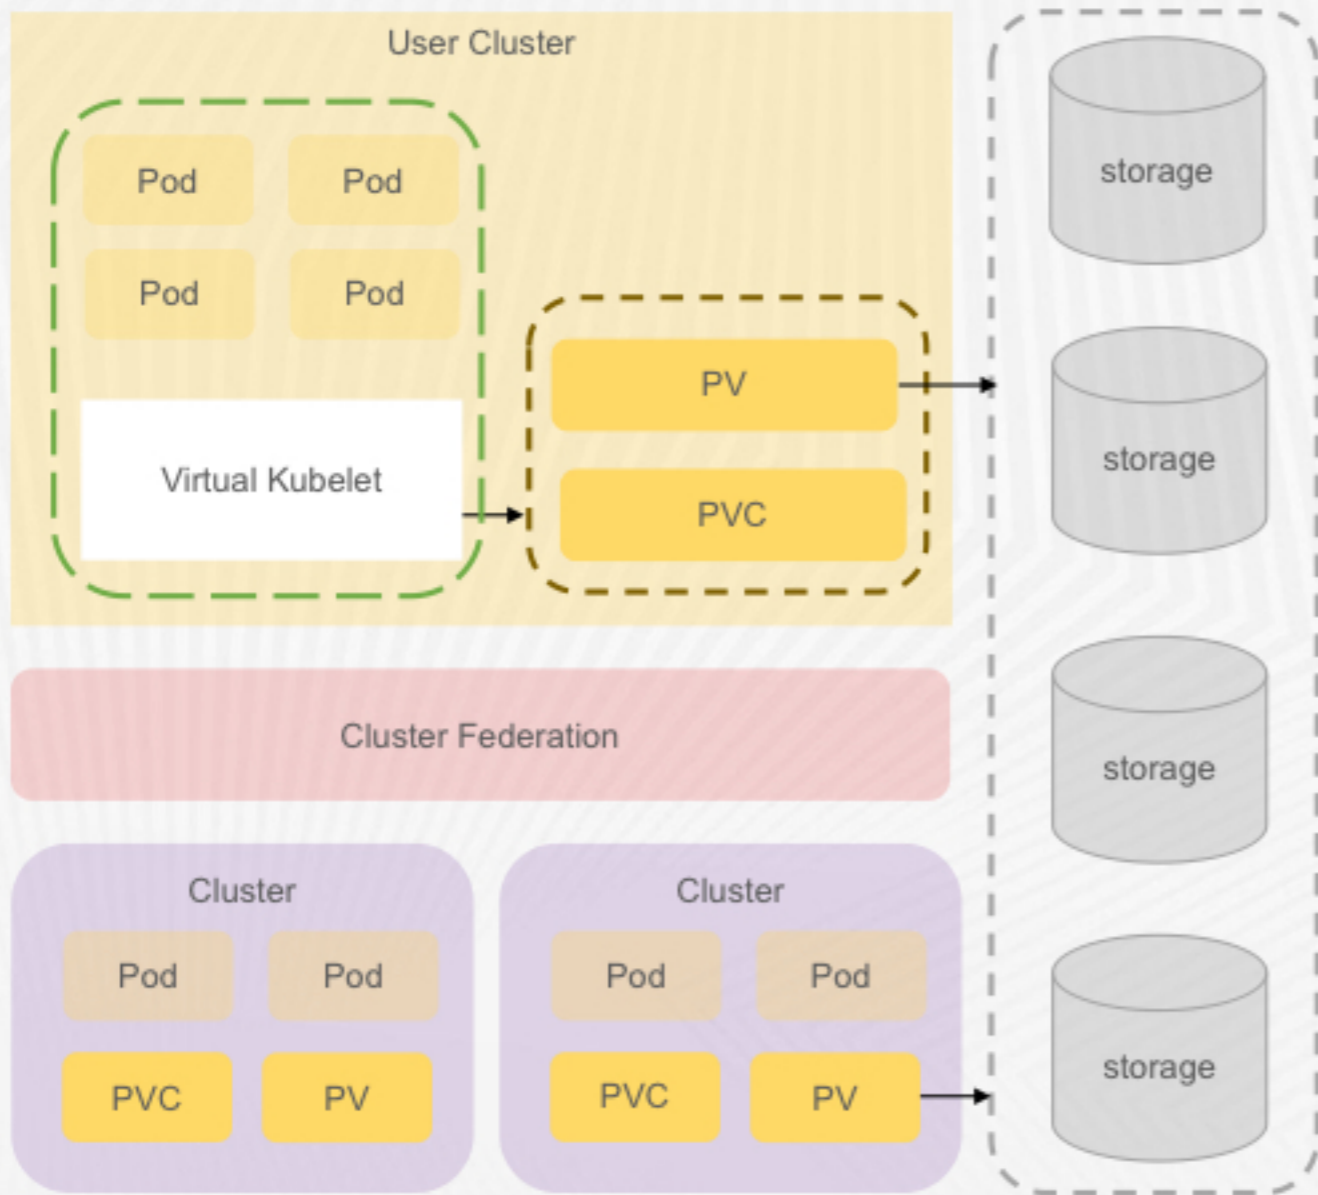 User Cluster
Pod
Pod
Pod
Pod
Virtual Kubelet
PV
PVC
Cluster Federation
Cluster
Pod
Pod
PVC
PV
Cluster
Pod
Pod
PVC
PV
storage
storage
storage
storage